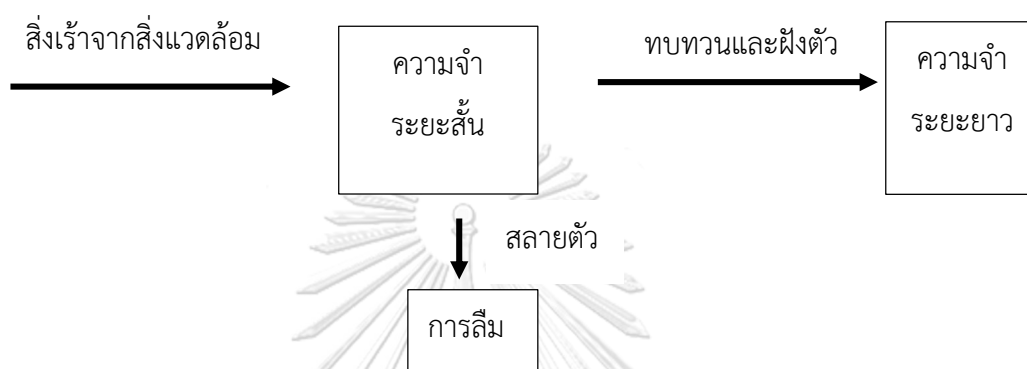 สิ่งเร้าจากสิ่งแวดล้อม
ความจำ
ระยะสั้น
ทบทวนและฝังตัว
ความจำ
ระยะยาว
สลายตัว
การลืม